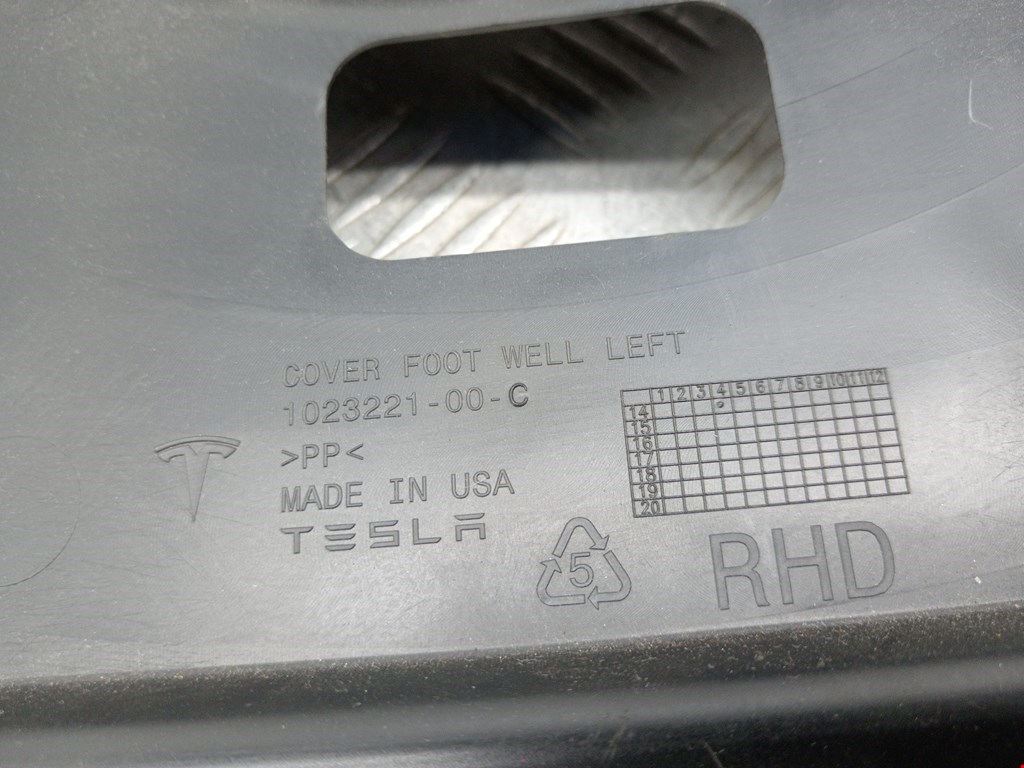 COVER FOOT WELL LEFT
1023221-00-C
>PP<
MADE IN USA
TESLA
1 2 3 4 5 6 7 8 9 10 11 12
14
15
16
17
18
19
20
5
RHD